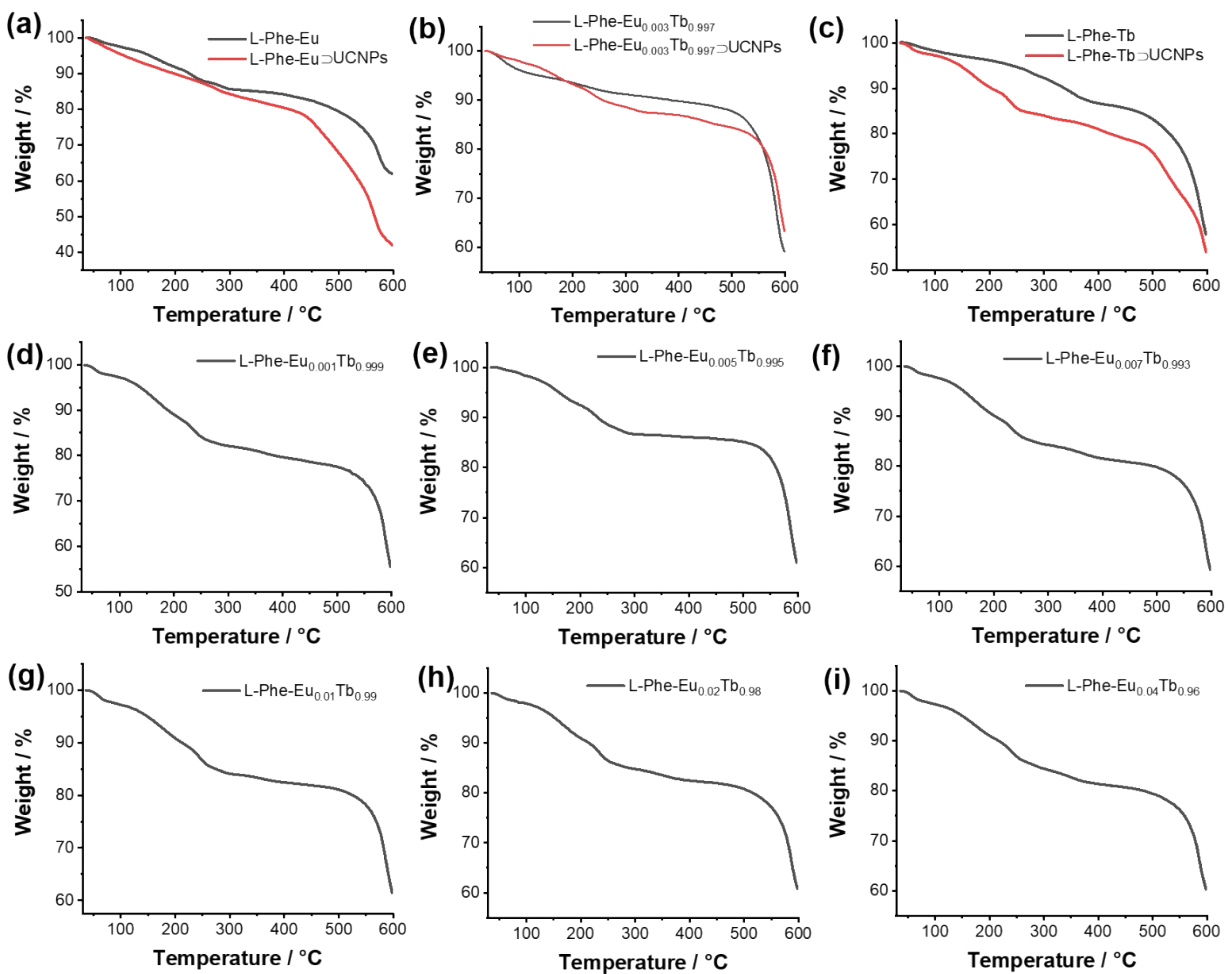 (a)
L-Phe-Eu
L-Phe-Eu⊃UCNPs
100
90
80
70
60
50
40
Weight / %
100 200 300 400 500 600
Temperature / °C
(b)
L-Phe-Eu0.003Tb0.997
L-Phe-Eu0.003Tb0.997⊃UCNPs
100
90
80
70
60
Weight / %
100 200 300 400 500 600
Temperature / °C
(c)
L-Phe-Tb
L-Phe-Tb⊃UCNPs
100
90
80
70
60
50
Weight / %
100 200 300 400 500 600
Temperature / °C
(d)
L-Phe-Eu0.001Tb0.999
100
90
80
70
60
50
Weight / %
100 200 300 400 500 600
Temperature / °C
(e)
L-Phe-Eu0.005Tb0.995
100
90
80
70
60
Weight / %
100 200 300 400 500 600
Temperature / °C
(f)
L-Phe-Eu0.007Tb0.993
100
90
80
70
60
Weight / %
100 200 300 400 500 600
Temperature / °C
(g)
L-Phe-Eu0.01Tb0.99
100
90
80
70
60
Weight / %
100 200 300 400 500 600
Temperature / °C
(h)
L-Phe-Eu0.02Tb0.98
100
90
80
70
60
Weight / %
100 200 300 400 500 600
Temperature / °C
(i)
L-Phe-Eu0.04Tb0.96
100
90
80
70
60
Weight / %
100 200 300 400 500 600
Temperature / °C